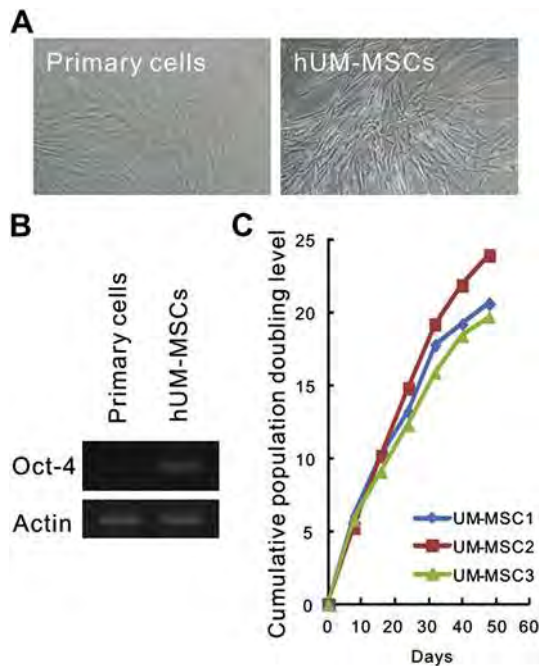 A
Primary cells
hUM-MSCs
B
Primary cells
hUM-MSCs
Oct-4
Actin
C
Cumulative population doubling level
25
20
15
10
5
0
0 10 20 30 40 50 60
Days
UM-MSC1
UM-MSC2
UM-MSC3